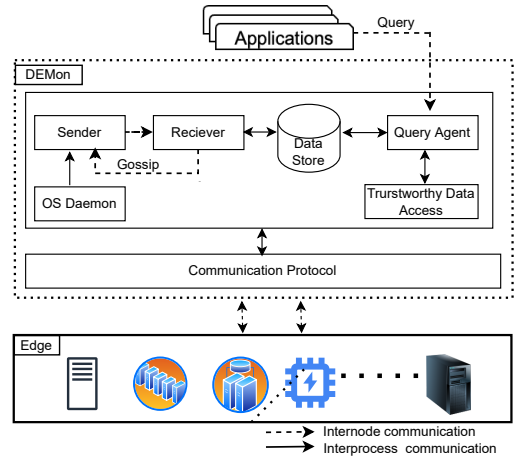 Query
Applications
DEMon
Sender
Reciever
Data
Store
Query Agent
Gossip
OS Daemon
Trurstworthy Data
Access
Communication Protocol
Edge
Internode communication
Interprocess communication